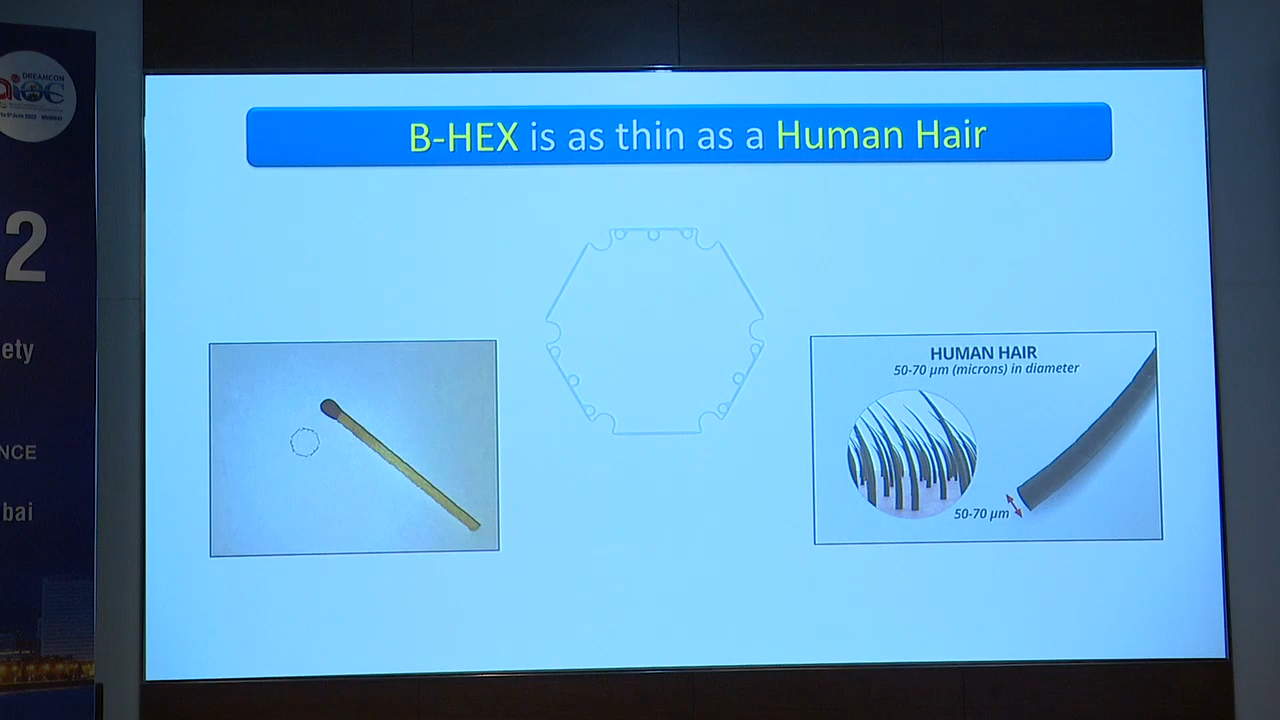 DREAMCON
aioc
2
ety
NCE
bai
B-HEX is as thin as a Human Hair
HUMAN HAIR
50-70 µm (microns) in diameter
50-70 µm